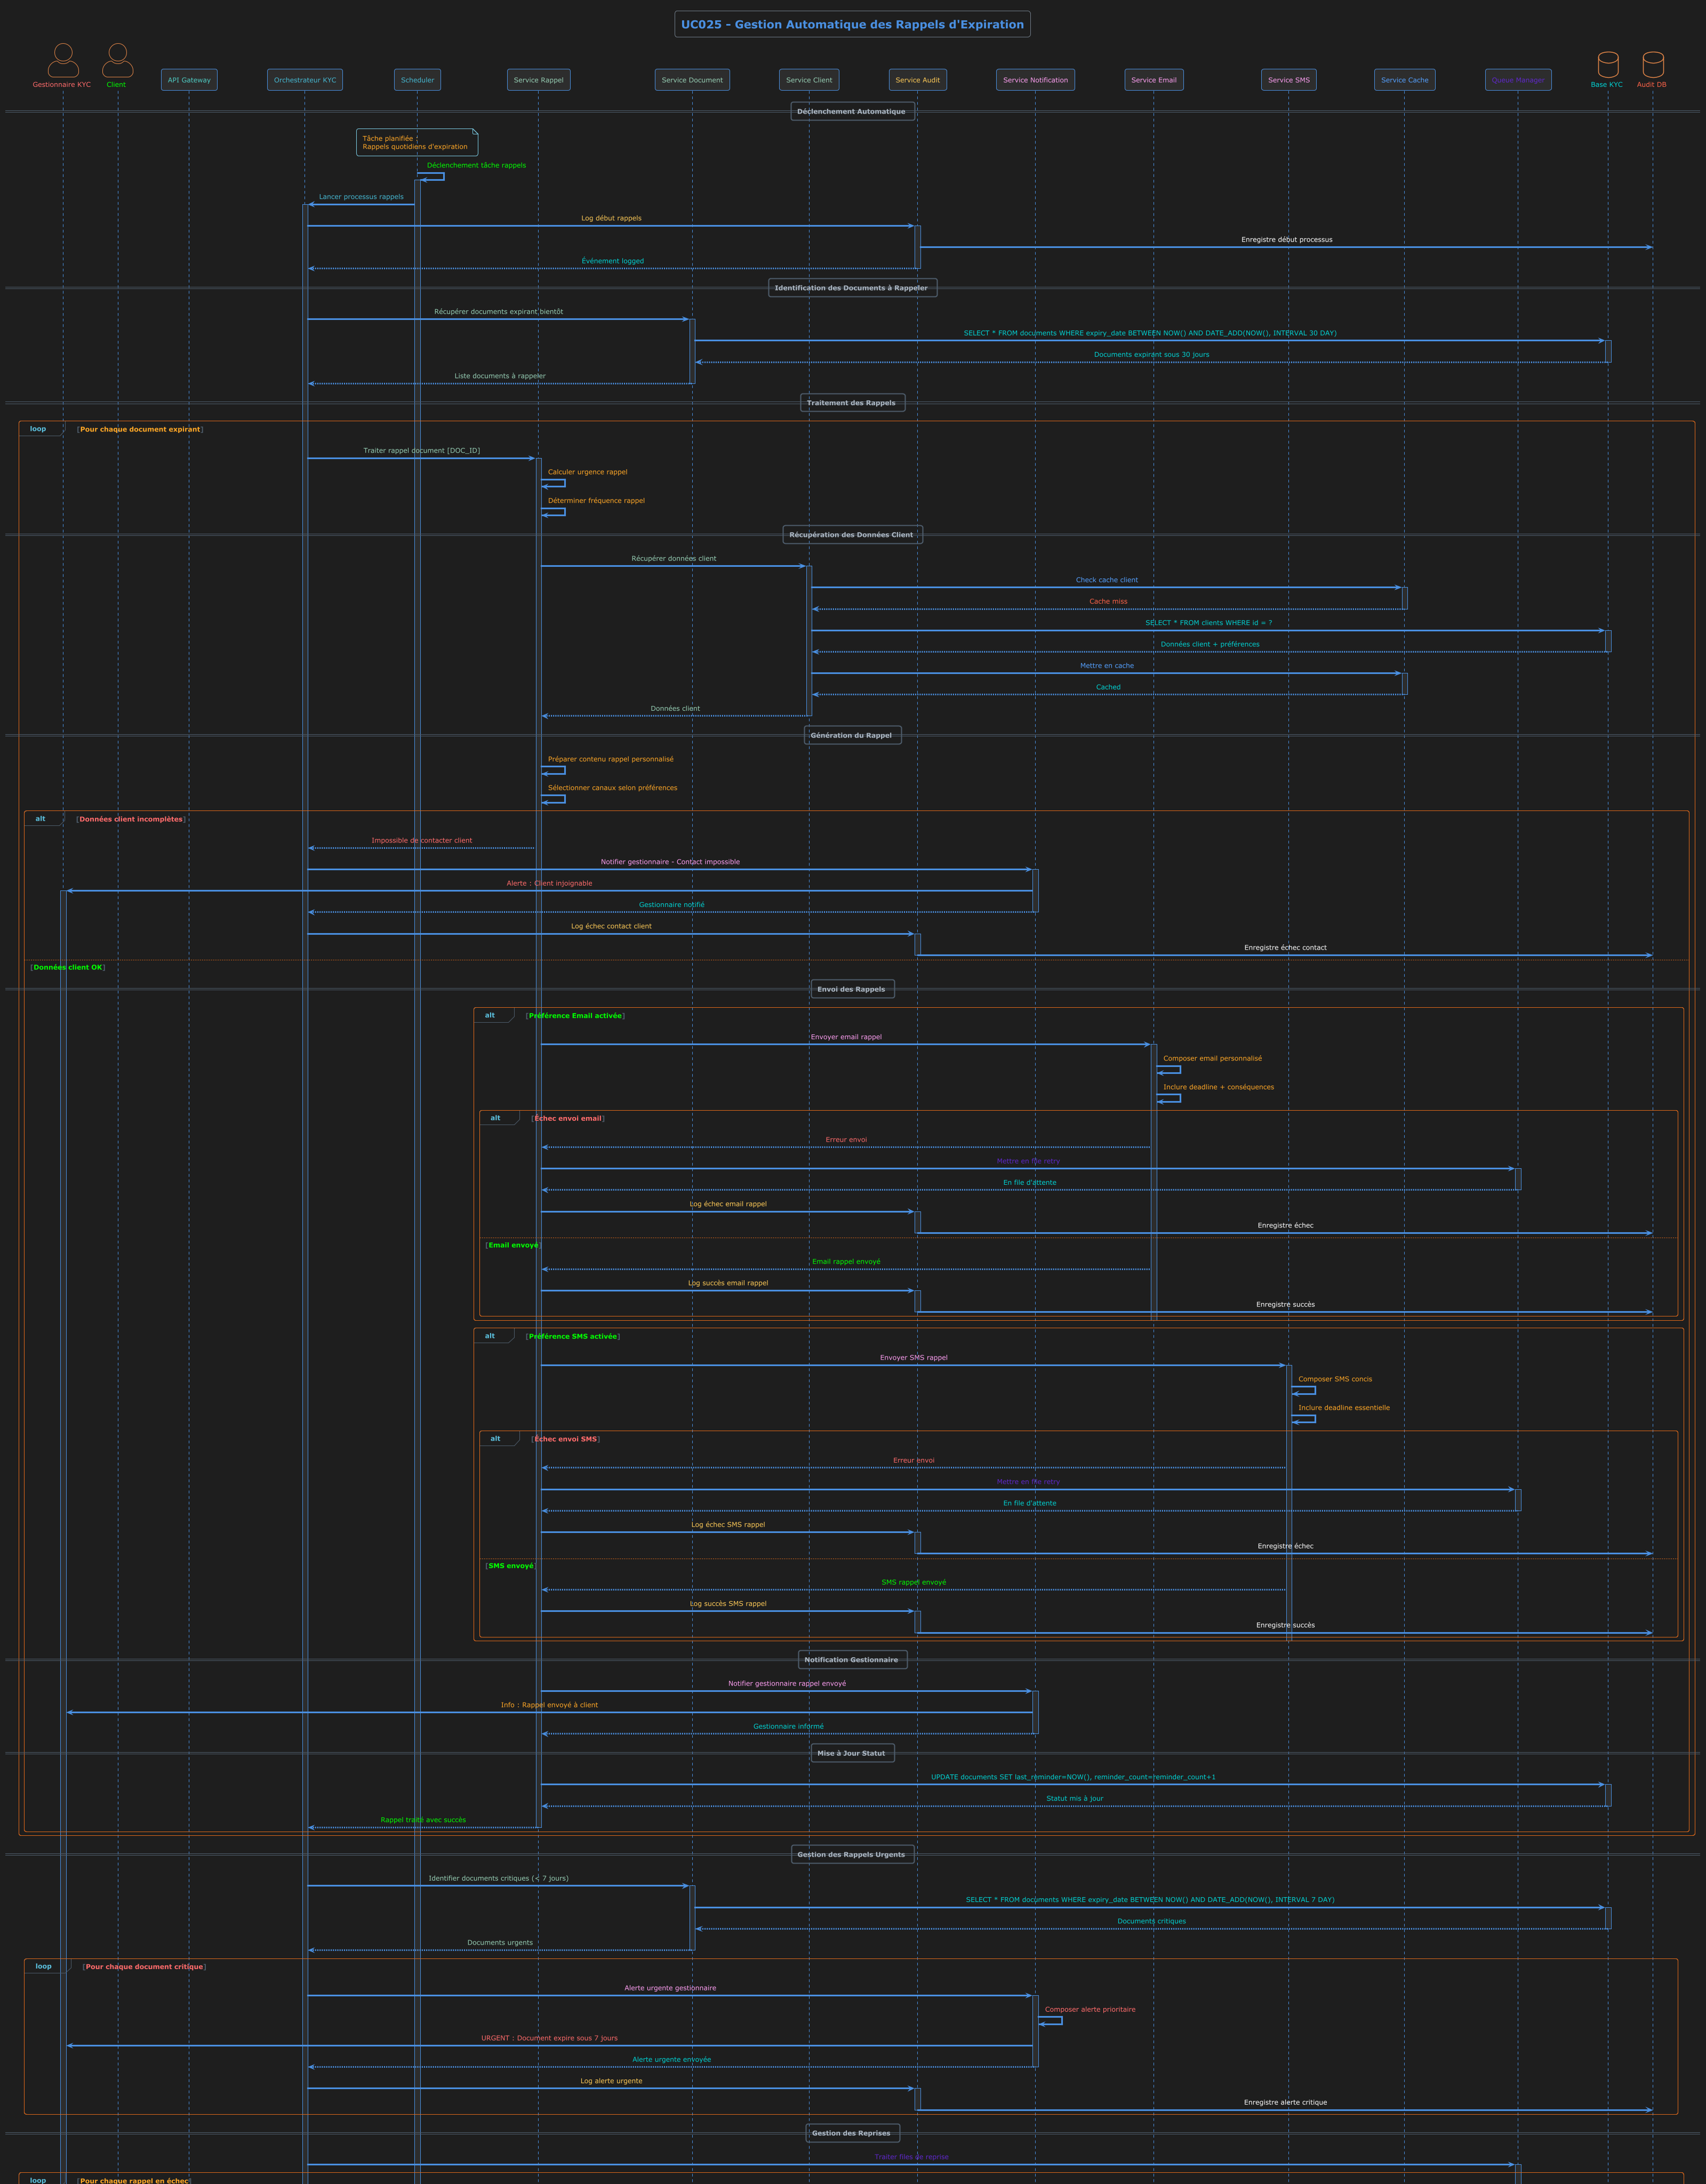 UC025 - Gestion Automatique des Rappels d'Expiration
Gestionnaire KYC
Client
API Gateway
Orchestrateur KYC
Scheduler
Service Rappel
Service Document
Service Client
Service Audit
Service Notification
Service Email
Service SMS
Service Cache
Queue Manager
Base KYC
Audit DB
Déclenchement Automatique
Tâche planifiée :
Rappels quotidiens d'expiration
Déclenchement tâche rappels
Lancer processus rappels
Log début rappels
Enregistre début processus
Événement logged
Identification des Documents à Rappeler
Récupérer documents expirant bientôt
SELECT * FROM documents WHERE expiry_date BETWEEN NOW() AND DATE_ADD(NOW(), INTERVAL 30 DAY)
Documents expirant sous 30 jours
Liste documents à rappeler
Traitement des Rappels
loop [Pour chaque document expirant]
Traiter rappel document [DOC_ID]
Calculer urgence rappel
Déterminer fréquence rappel
Récupération des Données Client
Récupérer données client
Check cache client
Cache miss
SELECT * FROM clients WHERE id = ?
Données client + préférences
Mettre en cache
Cached
Données client
Génération du Rappel
Préparer contenu rappel personnalisé
Sélectionner canaux selon préférences
alt [Données client incomplètes]
Impossible de contacter client
Notifier gestionnaire - Contact impossible
Alerte : Client injoignable
Gestionnaire notifié
Log échec contact client
Enregistre échec contact
[Données client OK]
Envoi des Rappels
alt [Préférence Email activée]
Envoyer email rappel
Composer email personnalisé
Inclure deadline + conséquences
alt [Échec envoi email]
Erreur envoi
Mettre en file retry
En file d'attente
Log échec email rappel
Enregistre échec
[Email envoyé]
Email rappel envoyé
Log succès email rappel
Enregistre succès
alt [Préférence SMS activée]
Envoyer SMS rappel
Composer SMS concis
Inclure deadline essentielle
alt [Échec envoi SMS]
Erreur envoi
Mettre en file retry
En file d'attente
Log échec SMS rappel
Enregistre échec
[SMS envoyé]
SMS rappel envoyé
Log succès SMS rappel
Enregistre succès
Notification Gestionnaire
Notifier gestionnaire rappel envoyé
Info : Rappel envoyé à client
Gestionnaire informé
Mise à Jour Statut
UPDATE documents SET last_reminder=NOW(), reminder_count=reminder_count+1
Statut mis à jour
Rappel traité avec succès
Gestion des Rappels Urgents
Identifier documents critiques (< 7 jours)
SELECT * FROM documents WHERE expiry_date BETWEEN NOW() AND DATE_ADD(NOW(), INTERVAL 7 DAY)
Documents critiques
Documents urgents
loop [Pour chaque document critique]
Alerte urgente gestionnaire
Composer alerte prioritaire
URGENT : Document expire sous 7 jours
Alerte urgente envoyée
Log alerte urgente
Enregistre alerte critique
Gestion des Reprises
Traiter files de reprise
loop [Pour chaque rappel en échec]